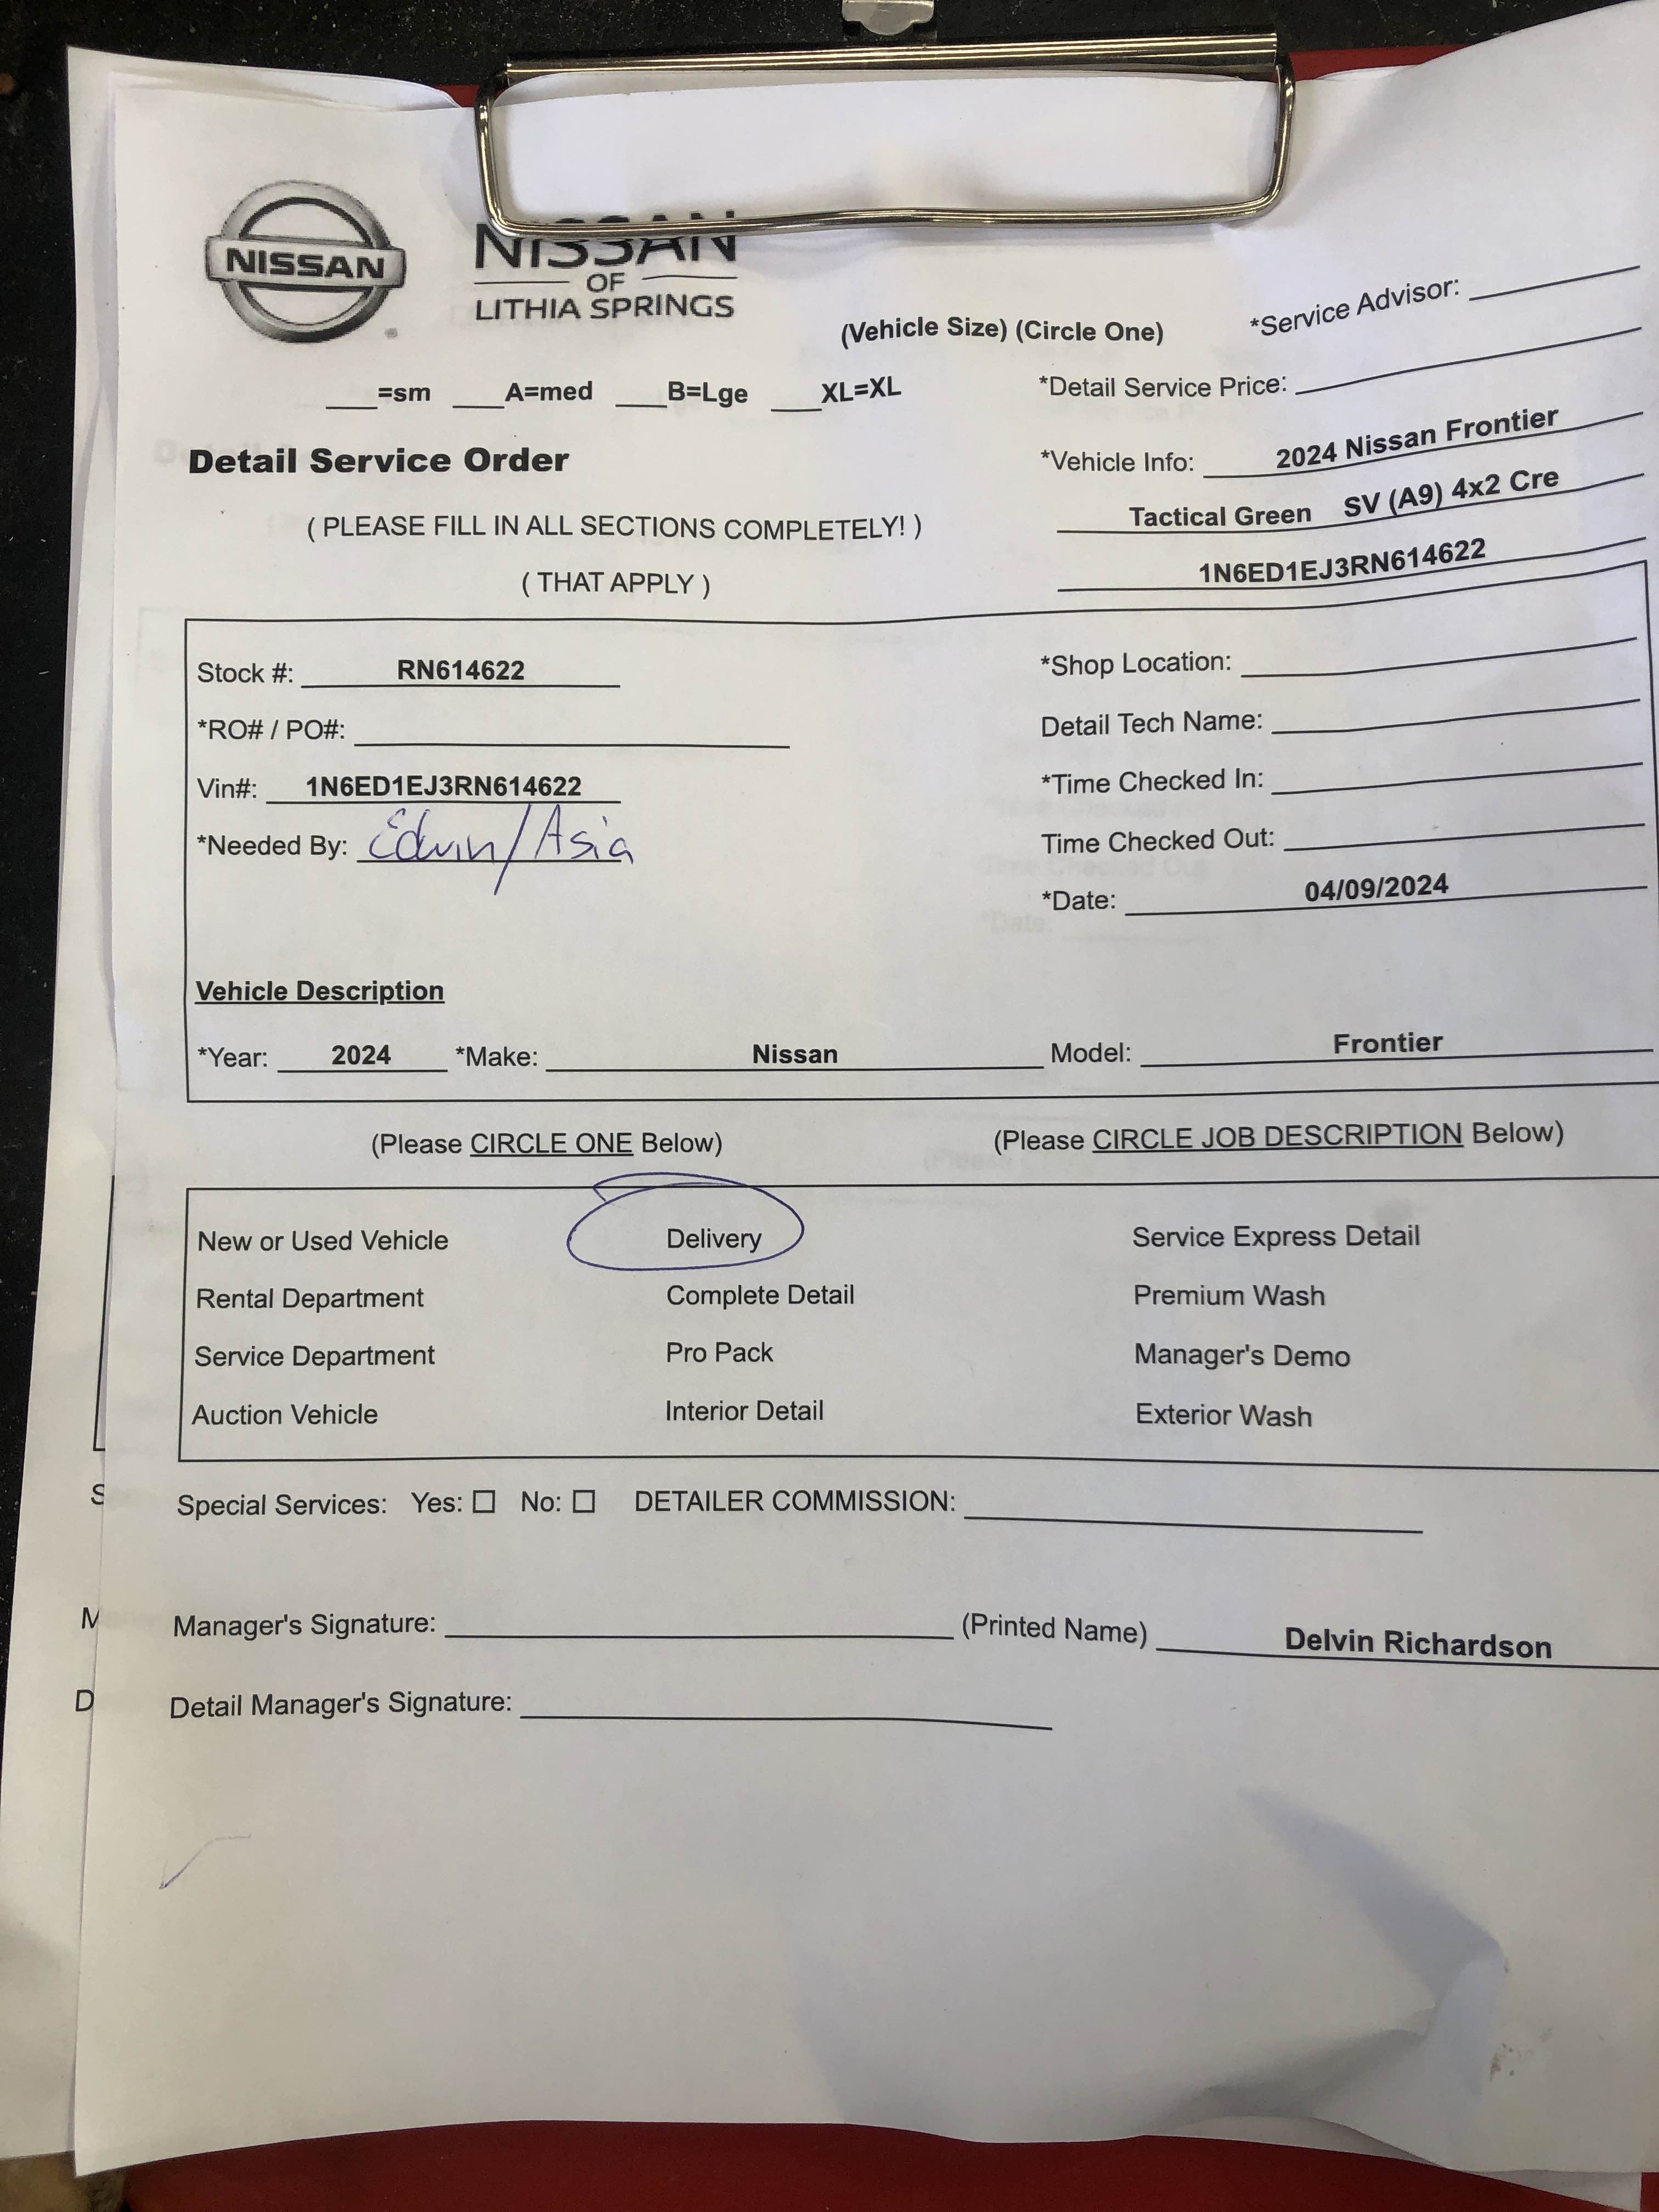 NISSAN
NISSAN
OF
LITHIA SPRINGS
(Vehicle Size) (Circle One)
*Service Advisor:
___=sm ___A=med ___B=Lge ___XL=XL
*Detail Service Price:
Detail Service Order
*Vehicle Info: 2024 Nissan Frontier
( PLEASE FILL IN ALL SECTIONS COMPLETELY! )
Tactical Green SV (A9) 4x2 Cre
( THAT APPLY )
1N6ED1EJ3RN614622
Stock #: RN614622
*Shop Location:
*RO# / PO#:
Detail Tech Name:
Vin#: 1N6ED1EJ3RN614622
*Time Checked In:
*Needed By: Edwin/Asia
Time Checked Out:
*Date: 04/09/2024
Vehicle Description
*Year: 2024 *Make: Nissan Model: Frontier
(Please CIRCLE ONE Below) (Please CIRCLE JOB DESCRIPTION Below)
New or Used Vehicle Delivery Service Express Detail
Rental Department Complete Detail Premium Wash
Service Department Pro Pack Manager's Demo
Auction Vehicle Interior Detail Exterior Wash
S
Special Services: Yes: ☐ No: ☐ DETAILER COMMISSION:
M
Manager's Signature: (Printed Name) Delvin Richardson
D
Detail Manager's Signature: